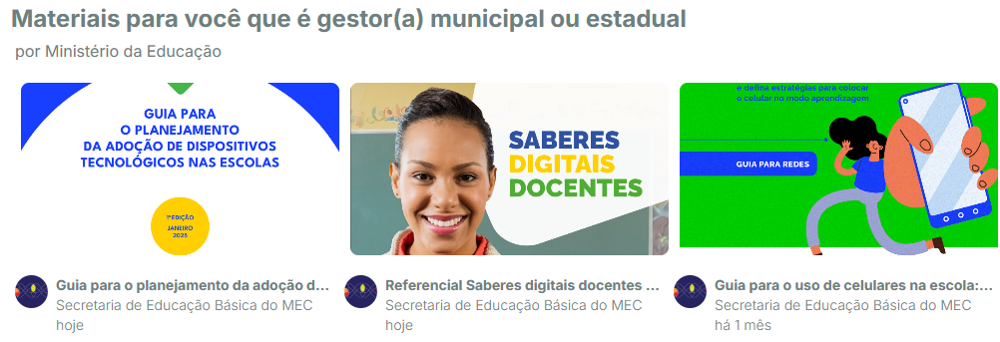 Materiais para você que é gestor(a) municipal ou estadual
por Ministério da Educação
GUIA PARA
O PLANEJAMENTO
DA ADOÇÃO DE DISPOSITIVOS
TECNOLÓGICOS NAS ESCOLAS
1ª EDIÇÃO
JANEIRO
2025
SABERES
DIGITAIS
DOCENTES
e defina estratégias para colocar
o celular no modo aprendizagem
GUIA PARA REDES
Guia para o planejamento da adoção d...
Secretaria de Educação Básica do MEC
hoje
Referencial Saberes digitais docentes ...
Secretaria de Educação Básica do MEC
hoje
Guia para o uso de celulares na escola:...
Secretaria de Educação Básica do MEC
há 1 mês